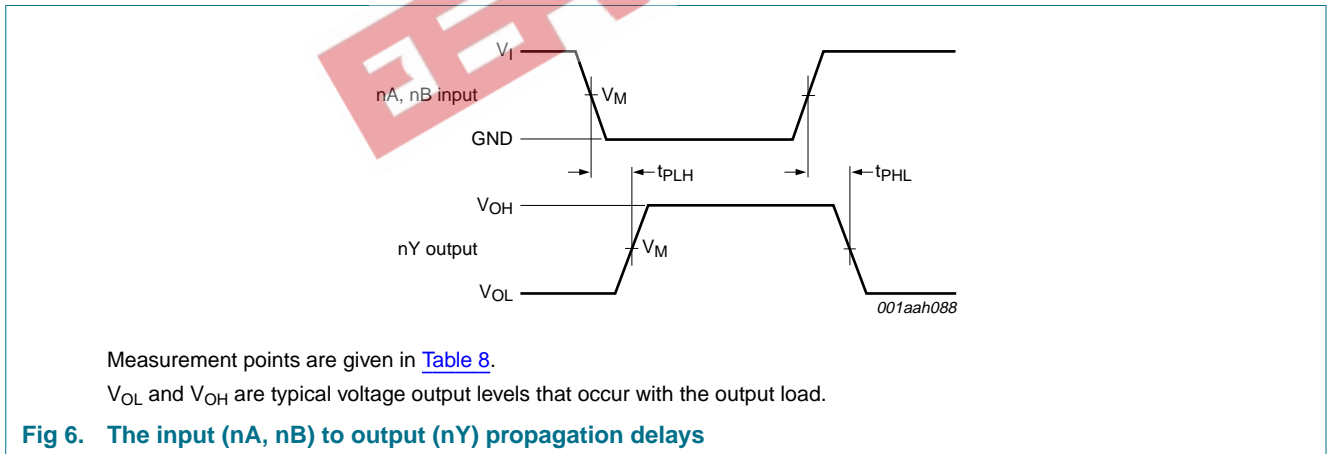 VI
nA, nB input
VM
GND
tPLH
tPHL
VOH
nY output
VM
VOL
001aah088
Measurement points are given in Table 8.
VOL and VOH are typical voltage output levels that occur with the output load.
Fig 6. The input (nA, nB) to output (nY) propagation delays